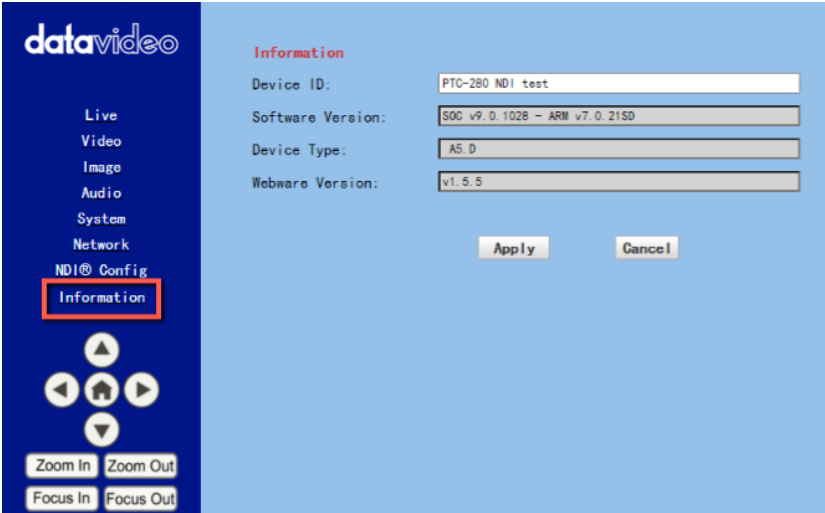 datavideo
Live
Video
Image
Audio
System
Network
NDI® Config
Information
Zoom In Zoom Out
Focus In Focus Out
Information
Device ID: PTC-280 NDI test
Software Version: SOC v9.0.1028 - ARM v7.0.21SD
Device Type: A5.D
Webware Version: v1.5.5
Apply Cancel